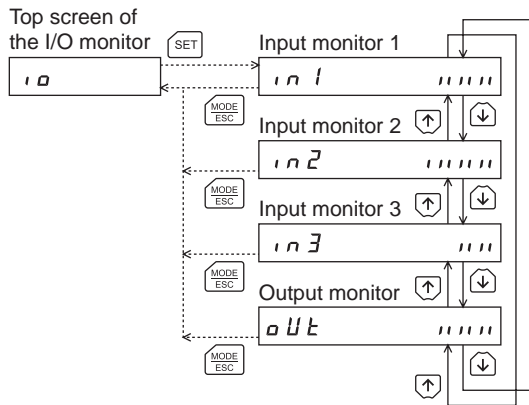 Top screen of
the I/O monitor
SET
Input monitor 1
io
in1
MODE
ESC
Input monitor 2
in2
MODE
ESC
Input monitor 3
in3
MODE
ESC
Output monitor
oUt
MODE
ESC